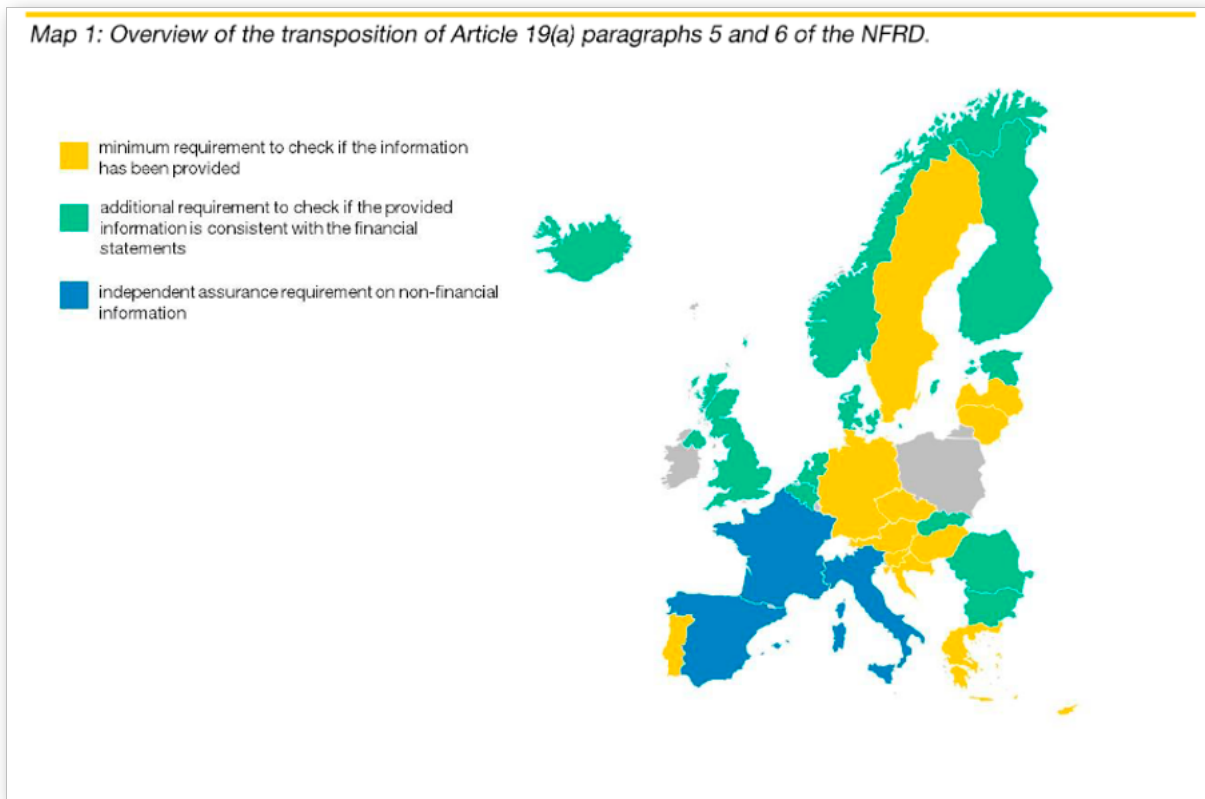 Map 1: Overview of the transposition of Article 19(a) paragraphs 5 and 6 of the NFRD.
minimum requirement to check if the information
has been provided
additional requirement to check if the provided
information is consistent with the financial
statements
independent assurance requirement on non-financial
information